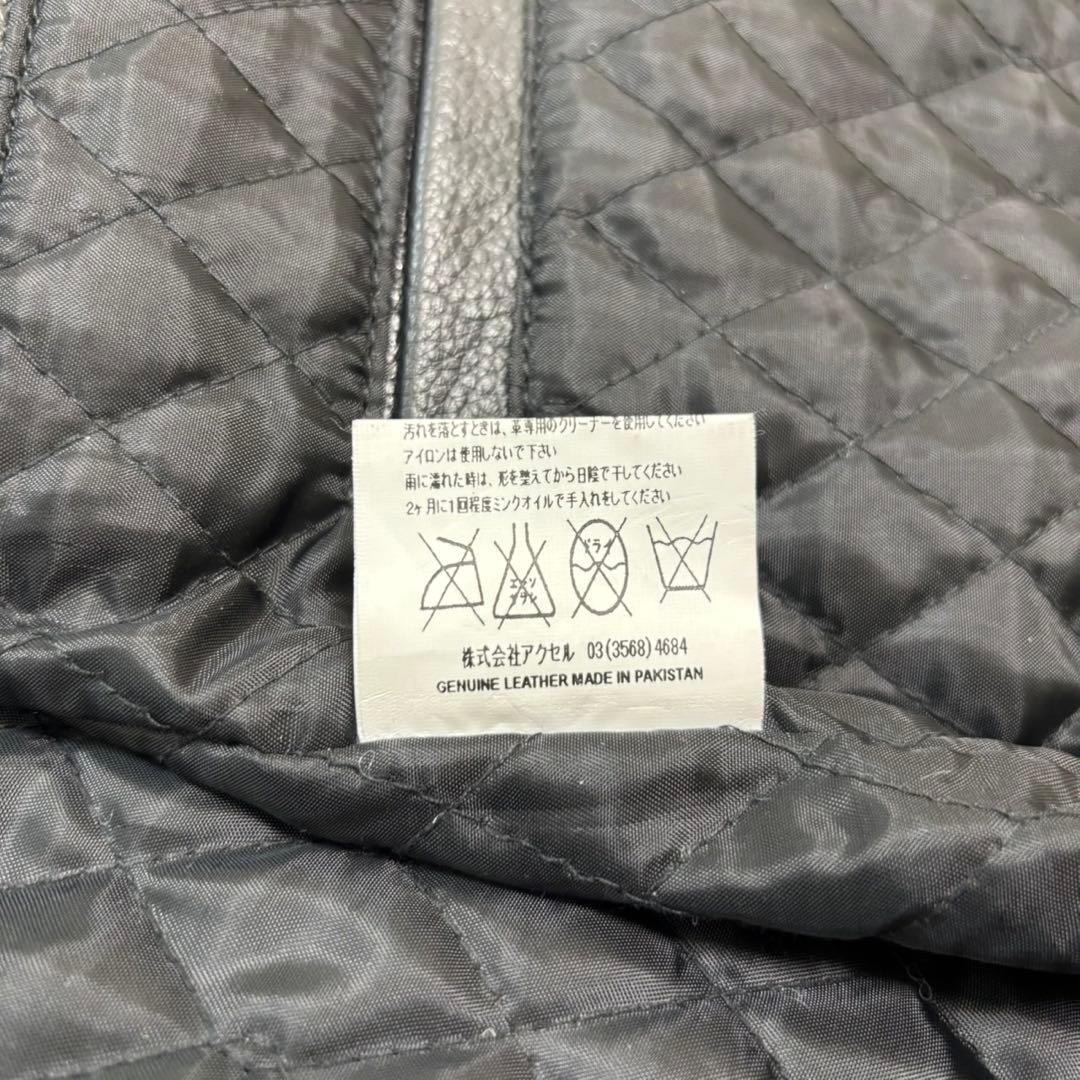 汚れを落とすときは、革専用のクリーナーを使用してください
アイロンは使用しないで下さい
雨に濡れた時は、形を整えてから日陰で干してください
2ヶ月に1回程度ミンクオイルで手入れをしてください
エンソ
サラシ
ドライ
株式会社アクセル 03(3568)4684
GENUINE LEATHER MADE IN PAKISTAN